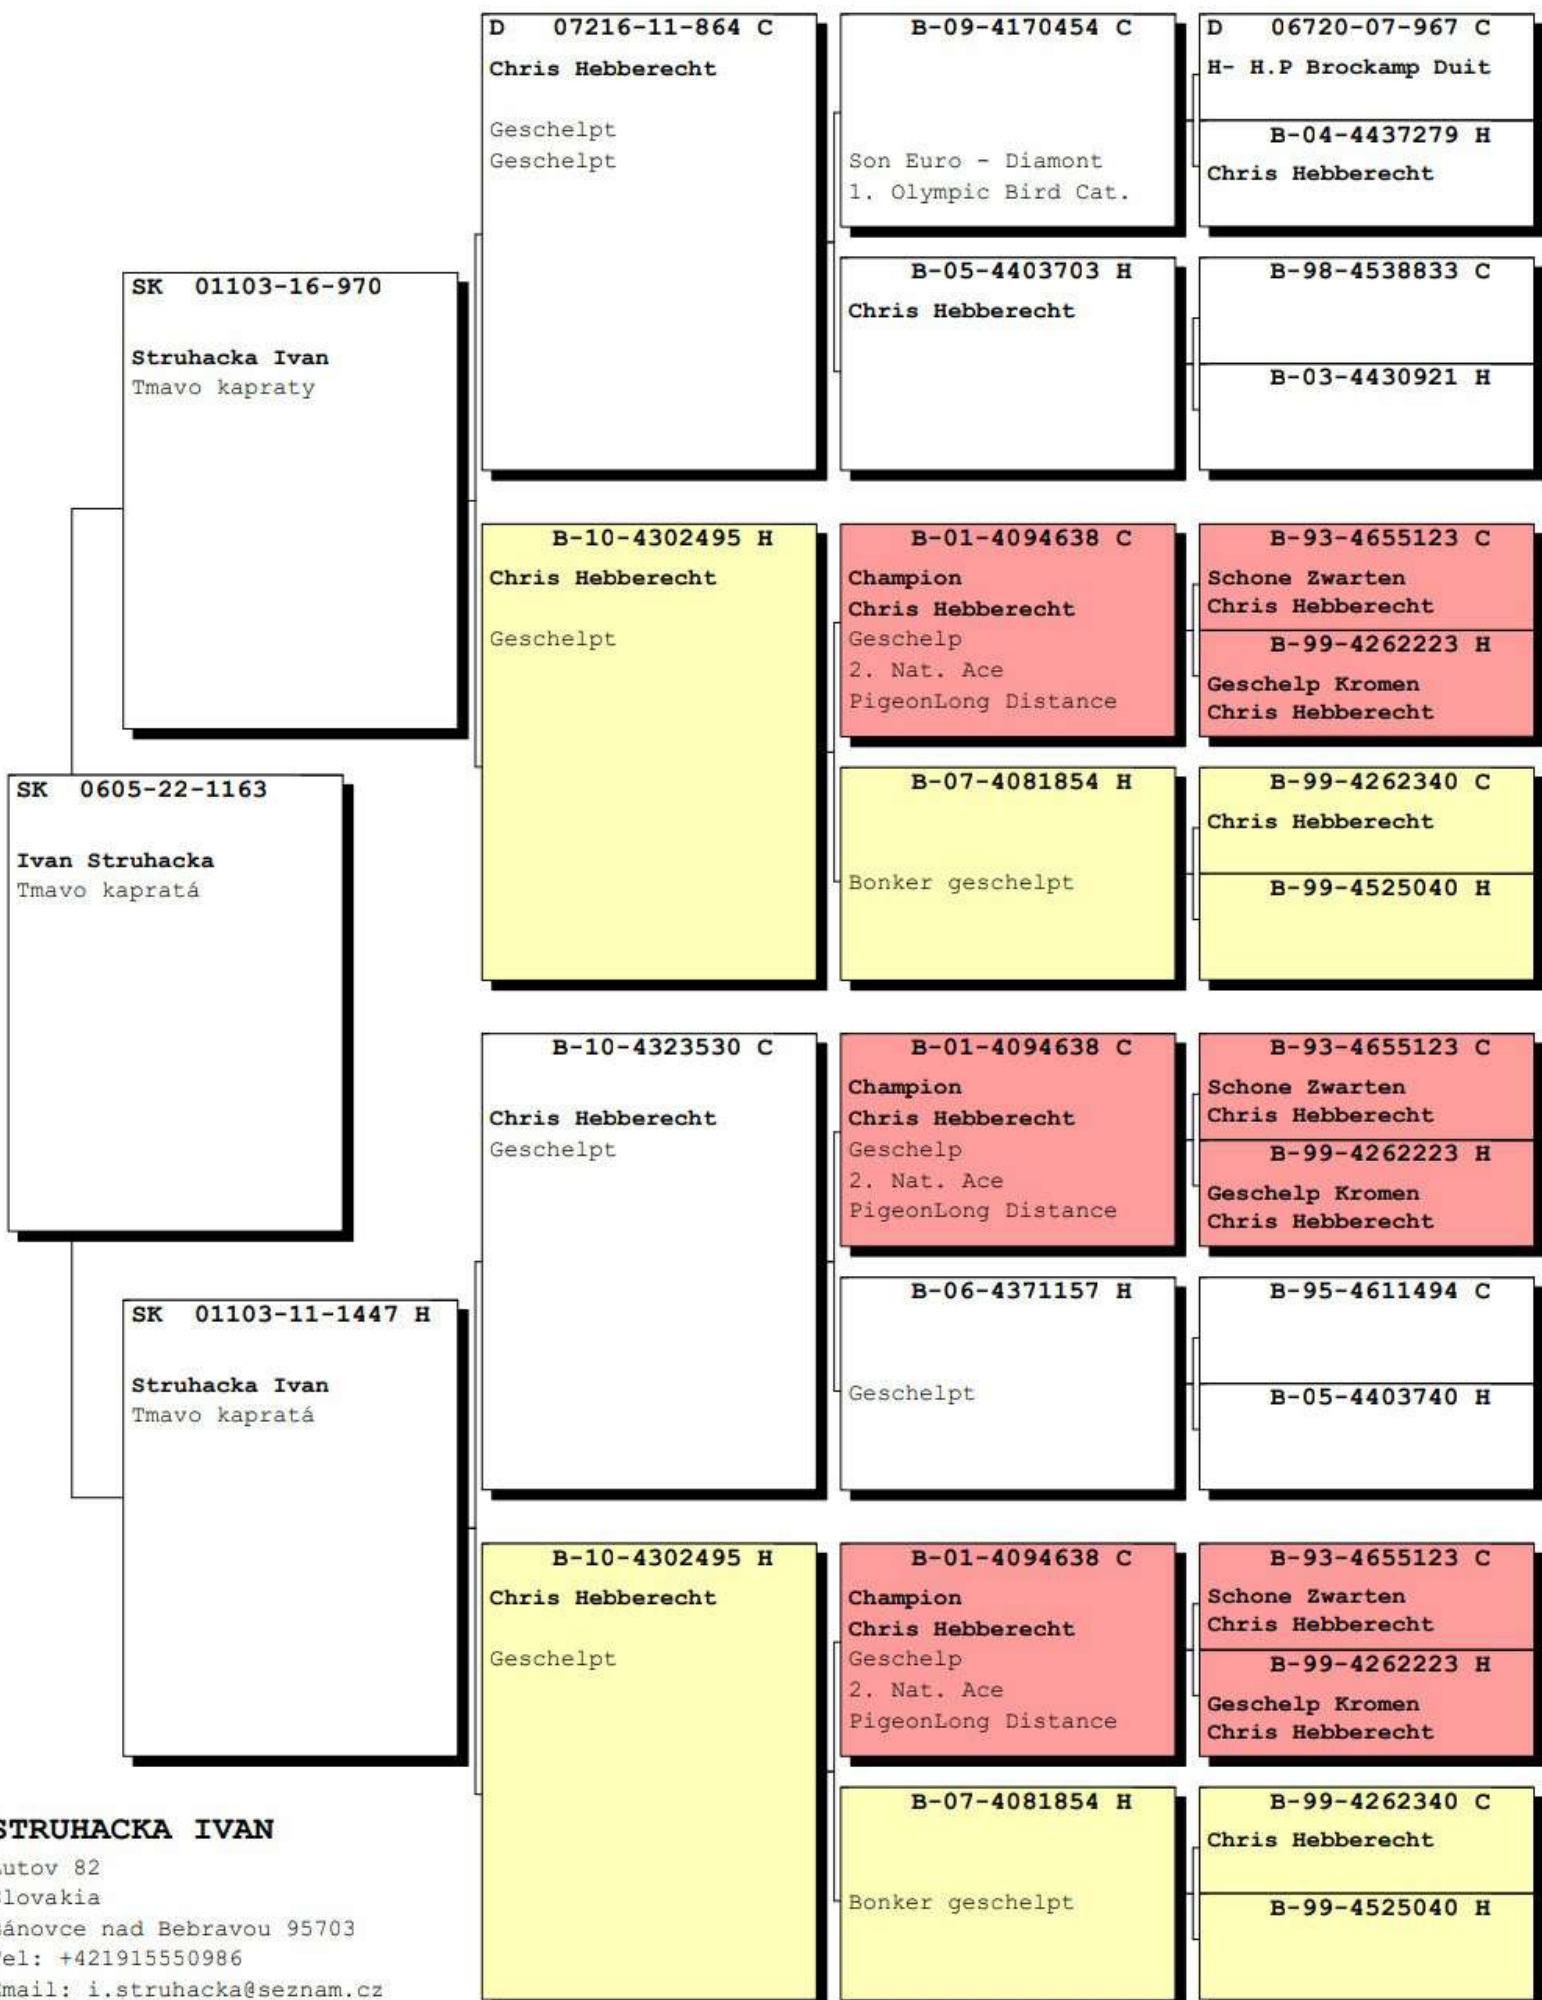 SK 0605-22-1163
Ivan Struhacka
Tmavo kapratá
SK 01103-16-970
Struhacka Ivan
Tmavo kapraty
SK 01103-11-1447 H
Struhacka Ivan
Tmavo kapratá
D 07216-11-864 C
Chris Hebberecht
Geschelpt
Geschelpt
B-10-4302495 H
Chris Hebberecht
Geschelpt
B-10-4323530 C
Chris Hebberecht
Geschelpt
B-10-4302495 H
Chris Hebberecht
Geschelpt
B-09-4170454 C
Son Euro - Diamont
1. Olympic Bird Cat.
B-05-4403703 H
Chris Hebberecht
B-01-4094638 C
Champion
Chris Hebberecht
Geschelp
2. Nat. Ace
PigeonLong Distance
B-07-4081854 H
Bonker geschelpt
B-01-4094638 C
Champion
Chris Hebberecht
Geschelp
2. Nat. Ace
PigeonLong Distance
B-06-4371157 H
Geschelpt
B-01-4094638 C
Champion
Chris Hebberecht
Geschelp
2. Nat. Ace
PigeonLong Distance
B-07-4081854 H
Bonker geschelpt
D 06720-07-967 C
H- H.P Brockamp Duit
B-04-4437279 H
Chris Hebberecht
B-98-4538833 C
B-03-4430921 H
B-93-4655123 C
Schone Zwarten
Chris Hebberecht
B-99-4262223 H
Geschelp Kromen
Chris Hebberecht
B-99-4262340 C
Chris Hebberecht
B-99-4525040 H
B-93-4655123 C
Schone Zwarten
Chris Hebberecht
B-99-4262223 H
Geschelp Kromen
Chris Hebberecht
B-95-4611494 C
B-05-4403740 H
B-93-4655123 C
Schone Zwarten
Chris Hebberecht
B-99-4262223 H
Geschelp Kromen
Chris Hebberecht
B-99-4262340 C
Chris Hebberecht
B-99-4525040 H
STRUHACKA IVAN
utov 82
Slovakia
ánovce nad Bebravou 95703
Tel: +421915550986
Email: i.struhacka@seznam.cz